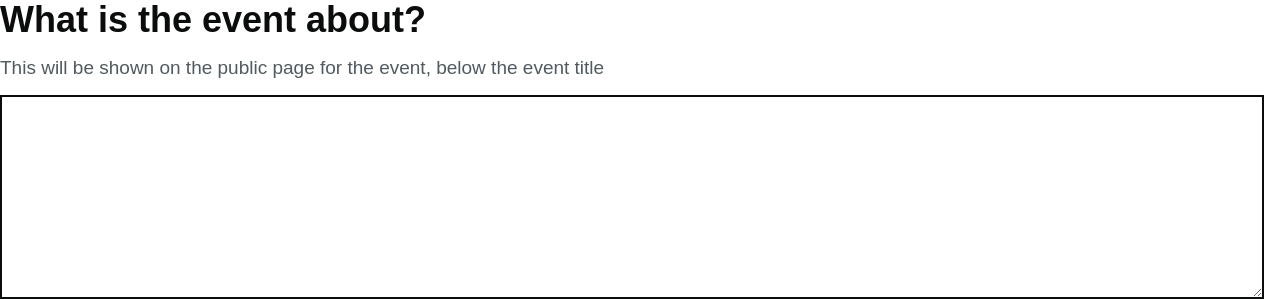 What is the event about?
This will be shown on the public page for the event, below the event title